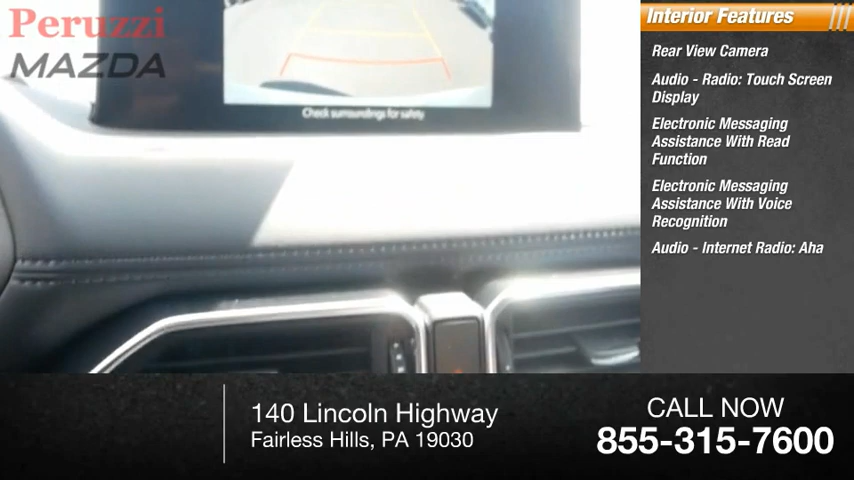 Peruzzi
MAZDA
Check surroundings for safety
Interior Features
Rear View Camera
Audio - Radio: Touch Screen
Display
Electronic Messaging
Assistance With Read
Function
Electronic Messaging
Assistance With Voice
Recognition
Audio - Internet Radio: Aha
140 Lincoln Highway
Fairless Hills, PA 19030
CALL NOW
855-315-7600